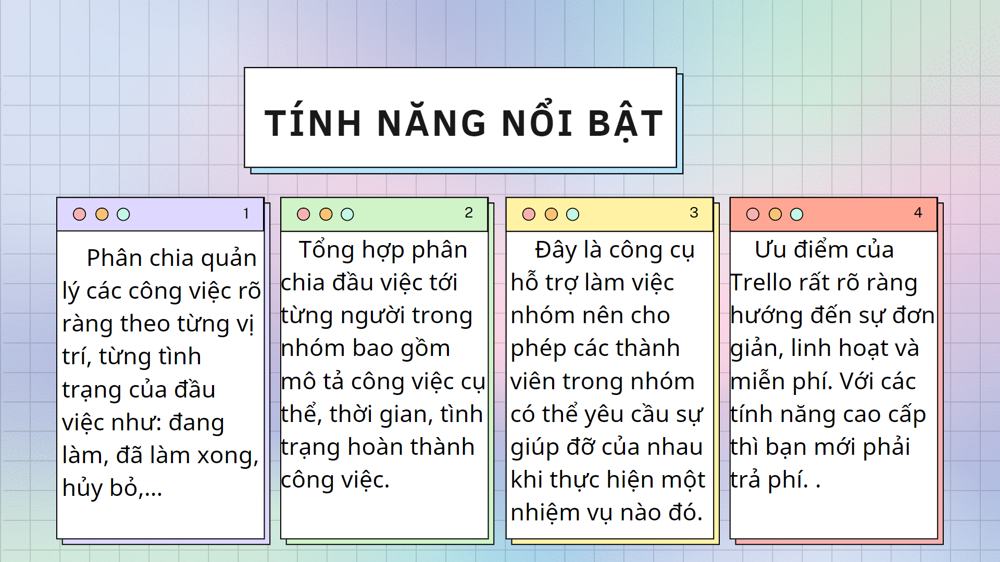 TÍNH NĂNG NỔI BẬT
1
Phân chia quản
lý các công việc rõ
ràng theo từng vị
trí, từng tình
trạng của đầu
việc như: đang
làm, đã làm xong,
hủy bỏ,...
2
Tổng hợp phân
chia đầu việc tới
từng người trong
nhóm bao gồm
mô tả công việc cụ
thể, thời gian, tình
trạng hoàn thành
công việc.
3
Đây là công cụ
hỗ trợ làm việc
nhóm nên cho
phép các thành
viên trong nhóm
có thể yêu cầu sự
giúp đỡ của nhau
khi thực hiện một
nhiệm vụ nào đó.
4
Ưu điểm của
Trello rất rõ ràng
hướng đến sự đơn
giản, linh hoạt và
miễn phí. Với các
tính năng cao cấp
thì bạn mới phải
trả phí. .